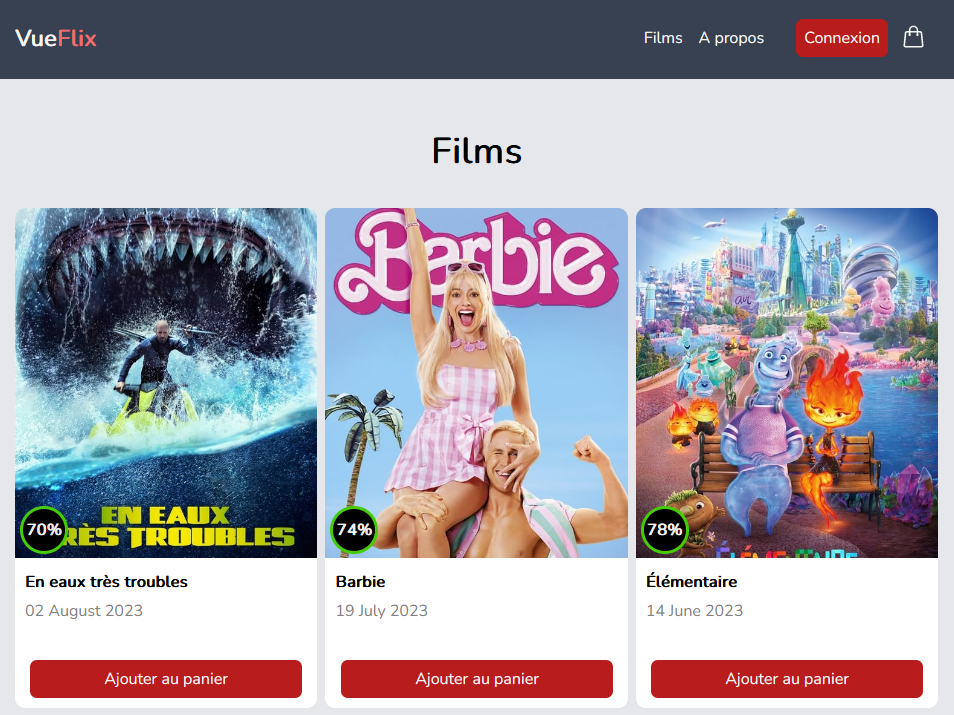 VueFlix
Films
A propos
Connexion
Films
Barbie
EN EAUX
RÈS TROUBLES
70%
74%
78%
En eaux très troubles
Barbie
Élémentaire
02 August 2023
19 July 2023
14 June 2023
Ajouter au panier
Ajouter au panier
Ajouter au panier